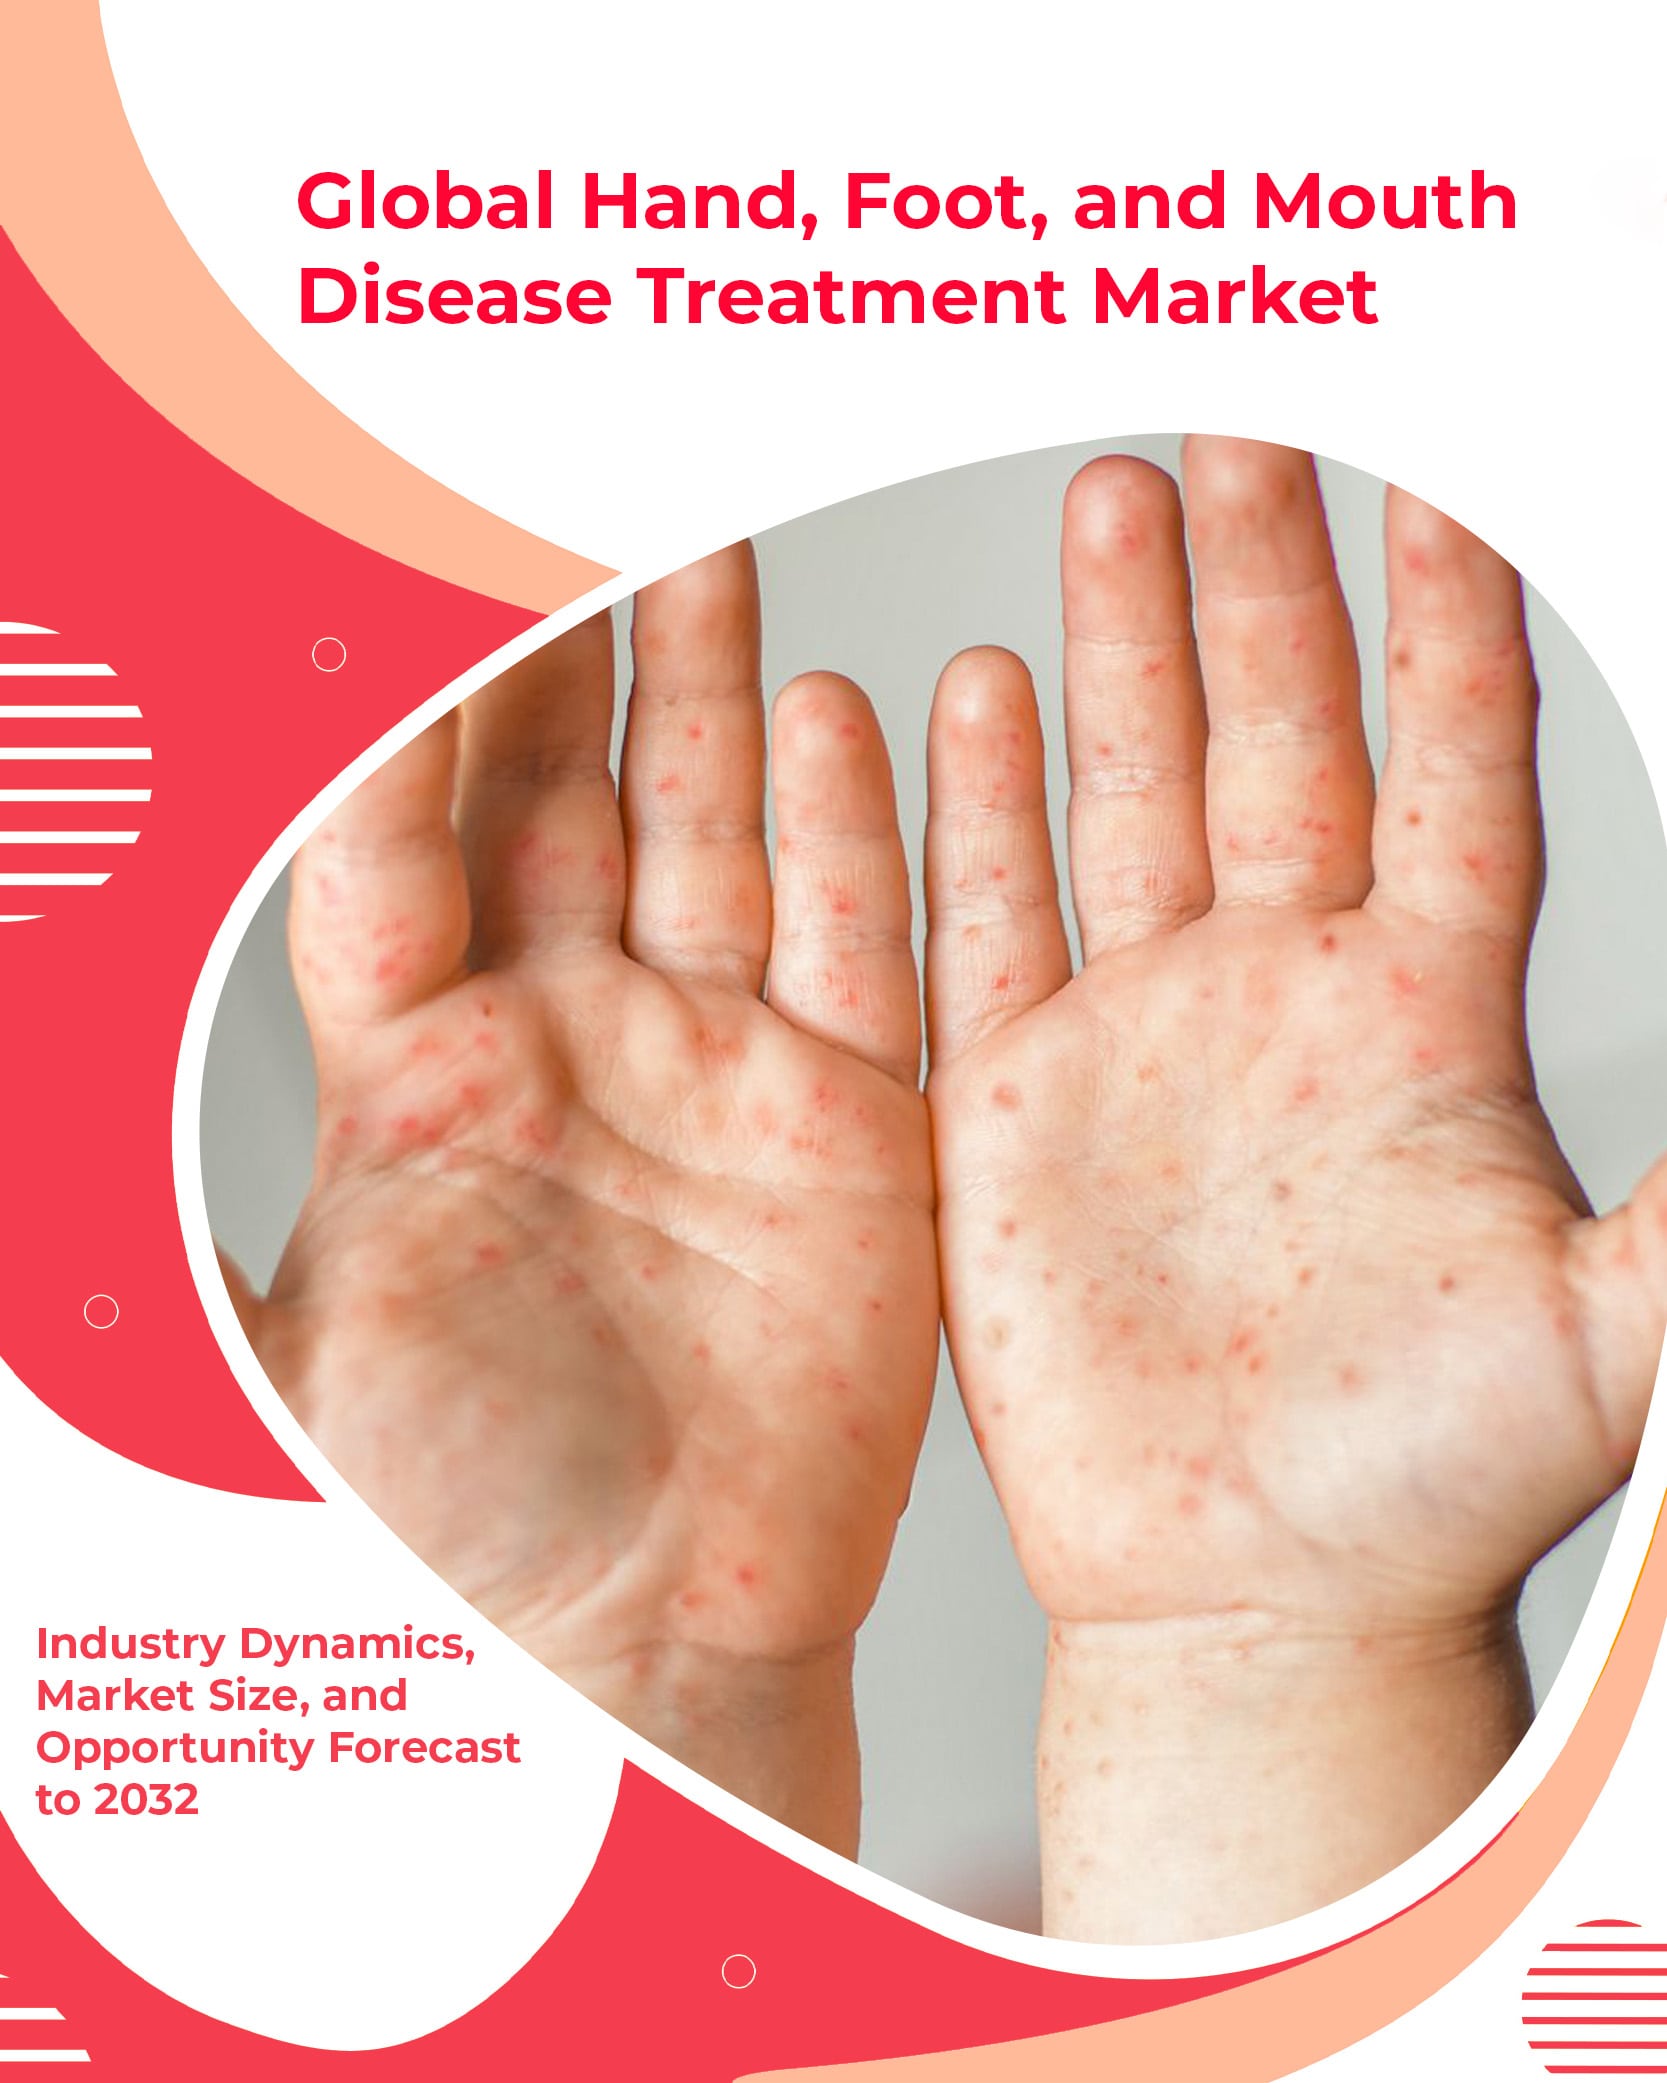 Global Hand, Foot, and Mouth
Disease Treatment Market
Industry Dynamics,
Market Size, and
Opportunity Forecast
to 2032